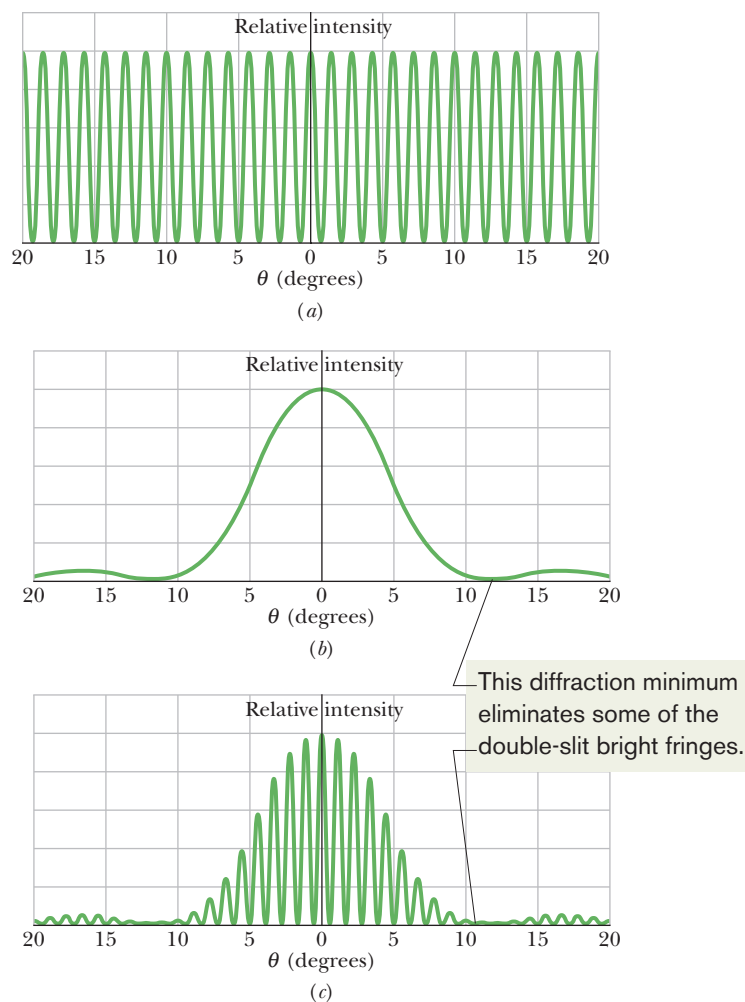 Relative intensity
20 15 10 5 0 5 10 15 20
θ (degrees)
(a)
Relative intensity
20 15 10 5 0 5 10 15 20
θ (degrees)
(b)
This diffraction minimum
eliminates some of the
double-slit bright fringes.
Relative intensity
20 15 10 5 0 5 10 15 20
θ (degrees)
(c)